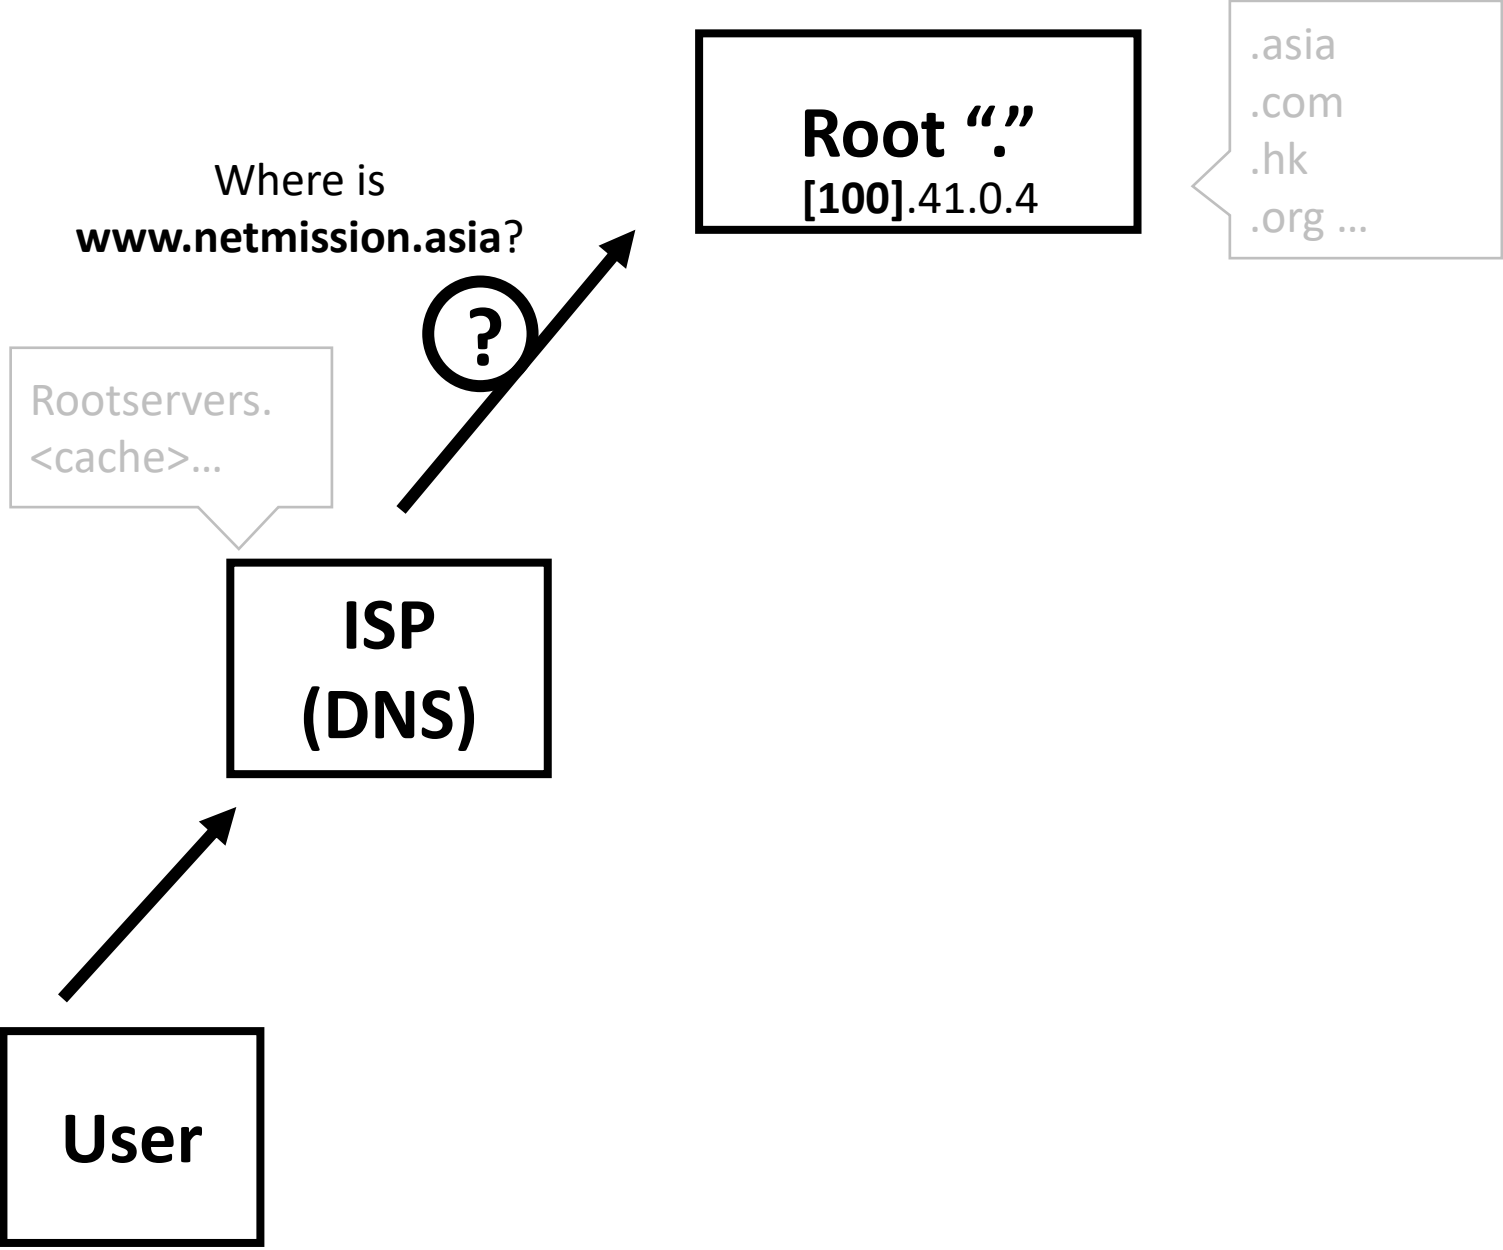 Root “.”
[100].41.0.4
.asia
.com
.hk
.org ...
Where is
www.netmission.asia?
?
Rootservers.
<cache>...
ISP
(DNS)
User